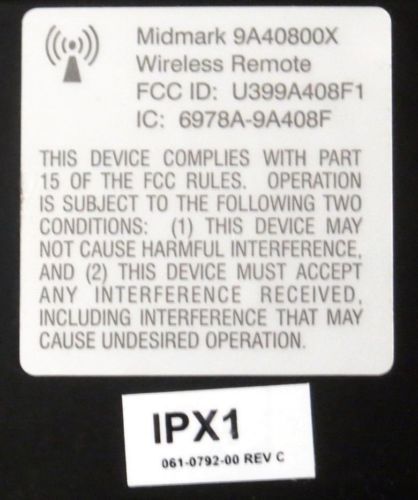 Midmark 9A40800X
Wireless Remote
FCC ID: U399A408F1
IC: 6978A-9A408F
THIS DEVICE COMPLIES WITH PART
15 OF THE FCC RULES. OPERATION
IS SUBJECT TO THE FOLLOWING TWO
CONDITIONS: (1) THIS DEVICE MAY
NOT CAUSE HARMFUL INTERFERENCE,
AND (2) THIS DEVICE MUST ACCEPT
ANY INTERFERENCE RECEIVED,
INCLUDING INTERFERENCE THAT MAY
CAUSE UNDESIRED OPERATION.
IPX1
061-0792-00 REV C